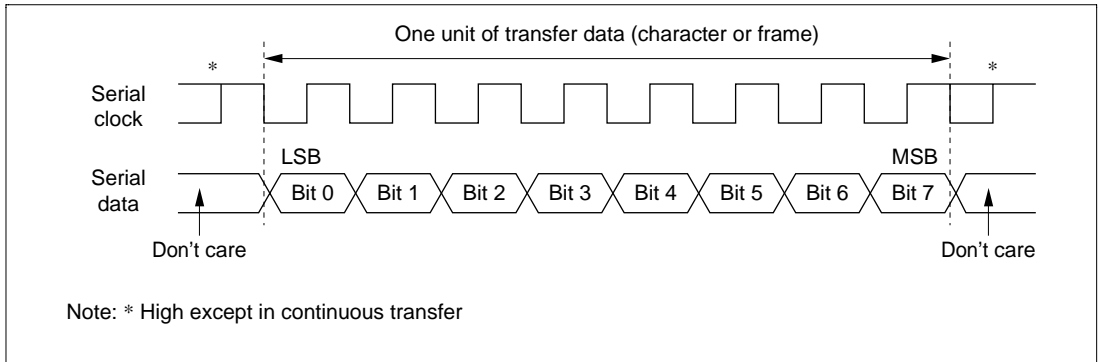 One unit of transfer data (character or frame)
* *
Serial
clock
LSB MSB
Serial
data
Bit 0 Bit 1 Bit 2 Bit 3 Bit 4 Bit 5 Bit 6 Bit 7
Don't care Don't care
Note: * High except in continuous transfer